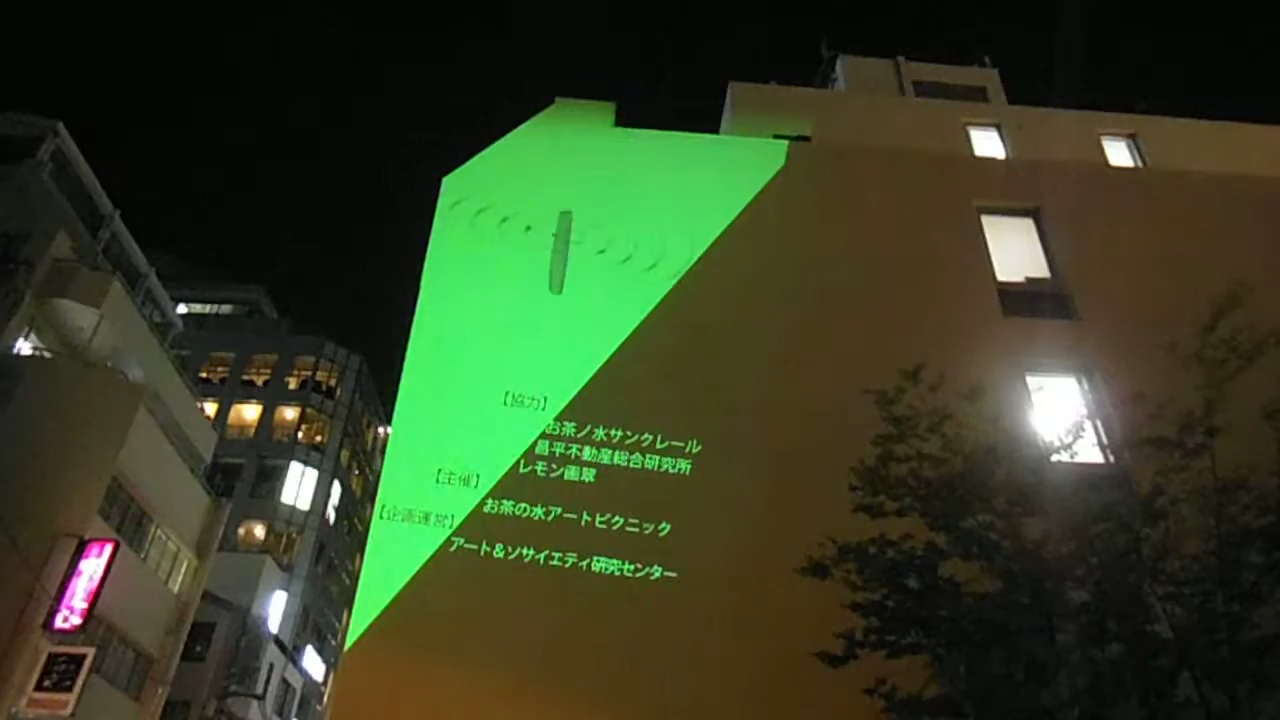 【協力】
お茶ノ水サンクレール
昌平不動産総合研究所
レモン画翠
【主催】
お茶の水アートピクニック
【企画運営】
アート&ソサイエティ研究センター